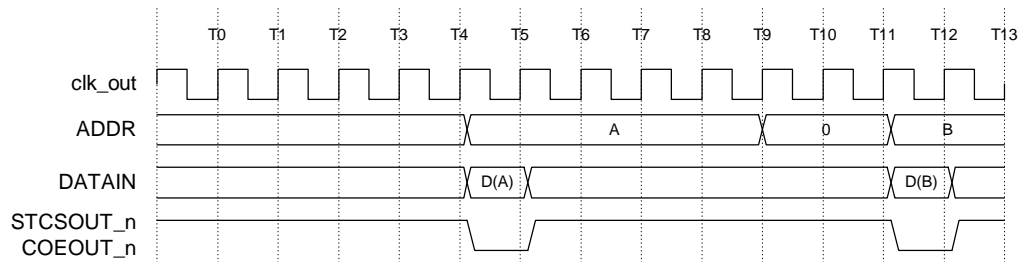 T0 T1 T2 T3 T4 T5 T6 T7 T8 T9 T10 T11 T12 T13
clk_out
ADDR A 0 B
DATAIN D(A) D(B)
STCSOUT_n
COEOUT_n